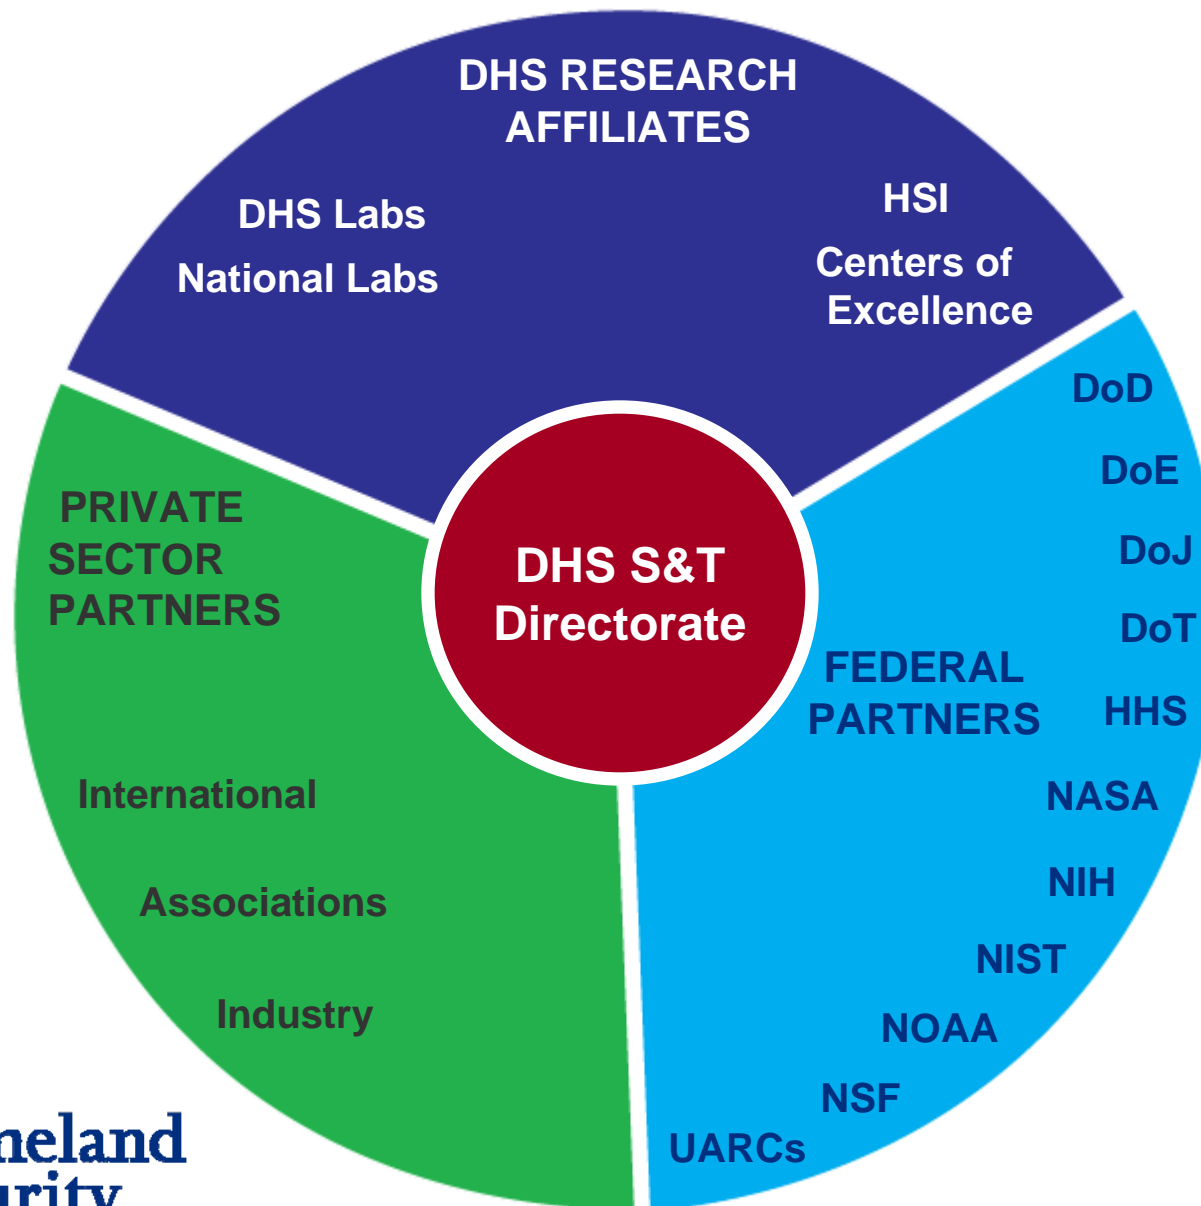 DHS RESEARCH
AFFILIATES
DHS Labs
National Labs
HSI
Centers of
Excellence
PRIVATE
SECTOR
PARTNERS
International
Associations
Industry
DHS S&T
Directorate
FEDERAL
PARTNERS
DoD
DoE
DoJ
DoT
HHS
NASA
NIH
NIST
NOAA
NSF
UARCs